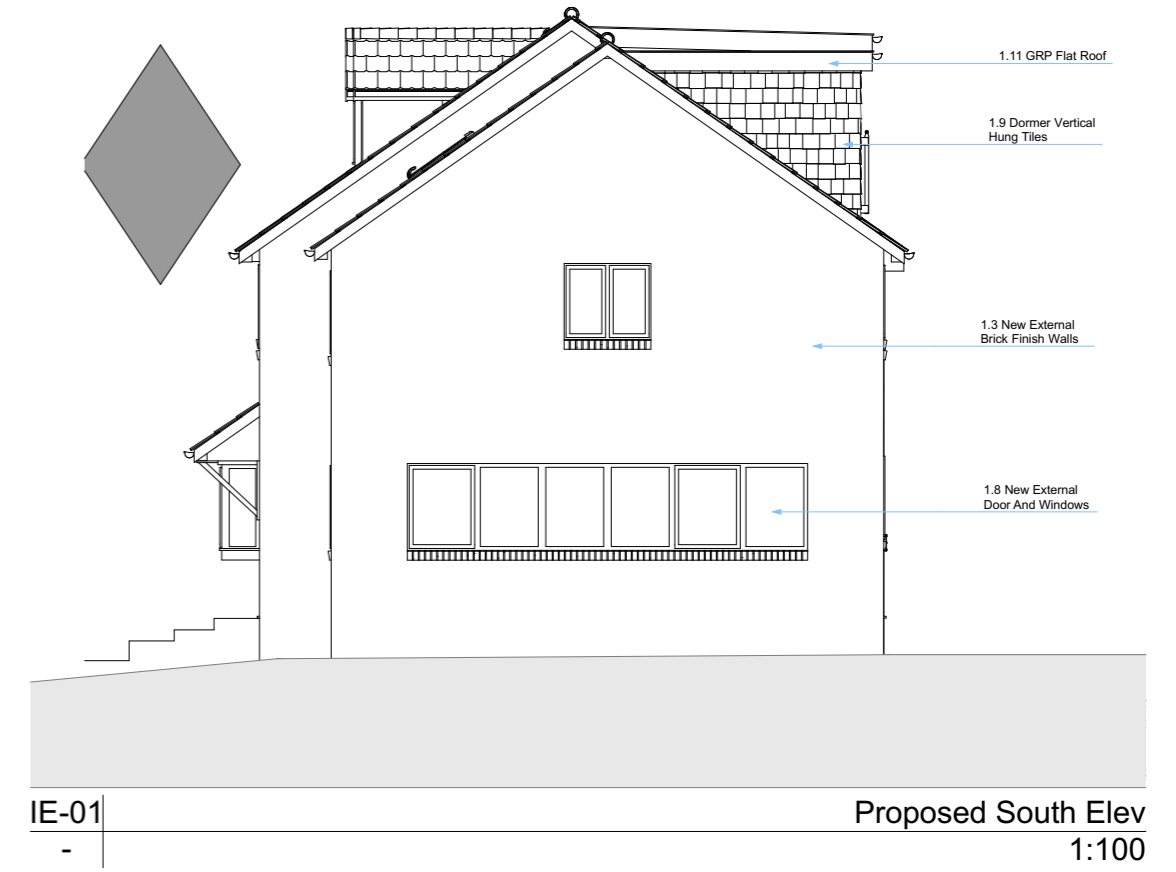 1.11 GRP Flat Roof
1.9 Dormer Vertical
Hung Tiles
1.3 New External
Brick Finish Walls
1.8 New External
Door And Windows
IE-01
Proposed South Elev
-
1:100